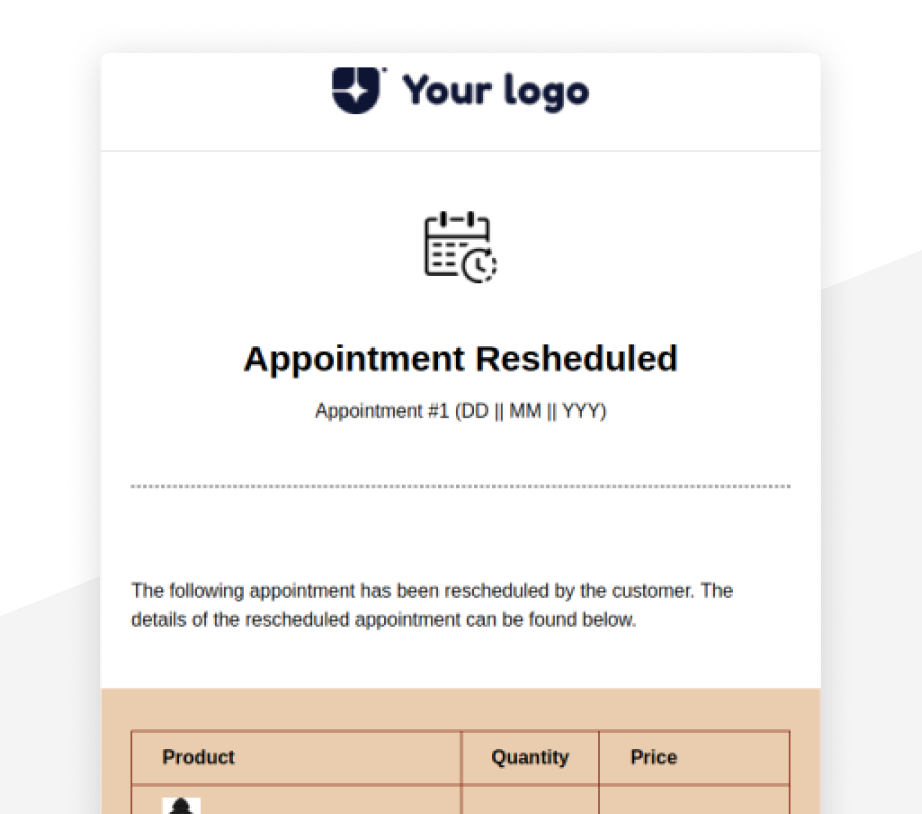 Your logo
Appointment Resheduled
Appointment #1 (DD || MM || YYY)
The following appointment has been rescheduled by the customer. The
details of the rescheduled appointment can be found below.
Product Quantity Price